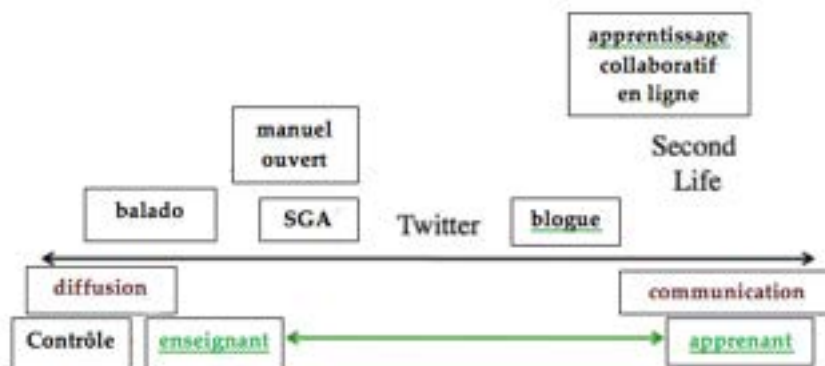 apprentissage
collaboratif
en ligne
manuel
ouvert
Second
Life
balado
SGA
Twitter
blogue
diffusion
communication
Contrôle
enseignant
apprenant